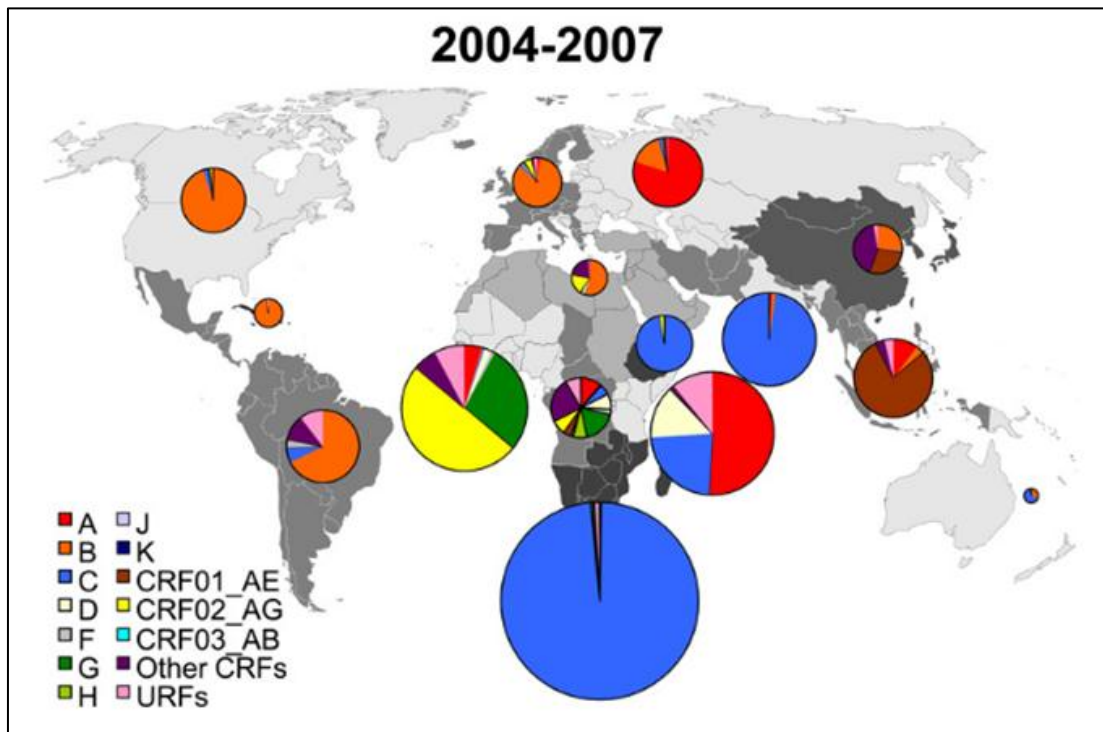 2004-2007
A
B
C
D
F
G
H
J
K
CRF01_AE
CRF02_AG
CRF03_AB
Other CRFs
URFs